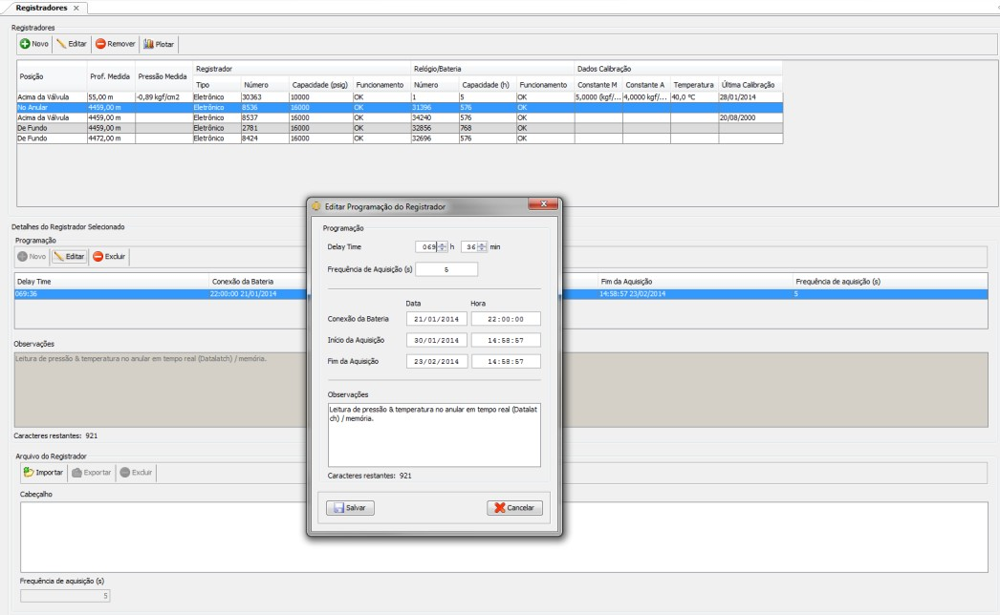 Registradores ×
Registradores
Novo Editar Remover Plotar
Registrador Relógio/Bateria Dados Calibração
Posição Prof. Medida Pressão Medida
Tipo Número Capacidade (psig) Funcionamento Número Capacidade (h) Funcionamento Constante M Constante A Temperatura Última Calibração
Acima da Válvula 55,00 m -0,89 kgf/cm2 Eletrônico 30363 10000 OK 1 5 OK 5,0000 (kgf/... 4,0000 kgf/... 40,0 °C 28/01/2014
No Anular 4459,00 m Eletrônico 8536 16000 OK 31396 576 OK
Acima da Válvula 4459,00 m Eletrônico 8537 16000 OK 34240 576 OK 20/08/2000
De Fundo 4459,00 m Eletrônico 2781 16000 OK 32856 768 OK
De Fundo 4472,00 m Eletrônico 8424 16000 OK 32696 576 OK
Detalhes do Registrador Selecionado
Programação
Novo Editar Excluir
Delay Time Conexão da Bateria Fim da Aquisição Frequência de aquisição (s)
069:36 22:00:00 21/01/2014 14:58:57 23/02/2014 5
Observações
Leitura de pressão & temperatura no anular em tempo real (Datalatch) / memória.
Caracteres restantes: 921
Arquivo do Registrador
Importar Exportar Excluir
Cabeçalho
Frequência de aquisição (s)
5
Editar Programação do Registrador x
Programação
Delay Time 069 h 36 min
Frequência de Aquisição (s) 5
Data Hora
Conexão da Bateria 21/01/2014 22:00:00
Início da Aquisição 30/01/2014 14:58:57
Fim da Aquisição 23/02/2014 14:58:57
Observações
Leitura de pressão & temperatura no anular em tempo real (Datalat
ch) / memória.
Caracteres restantes: 921
Salvar Cancelar